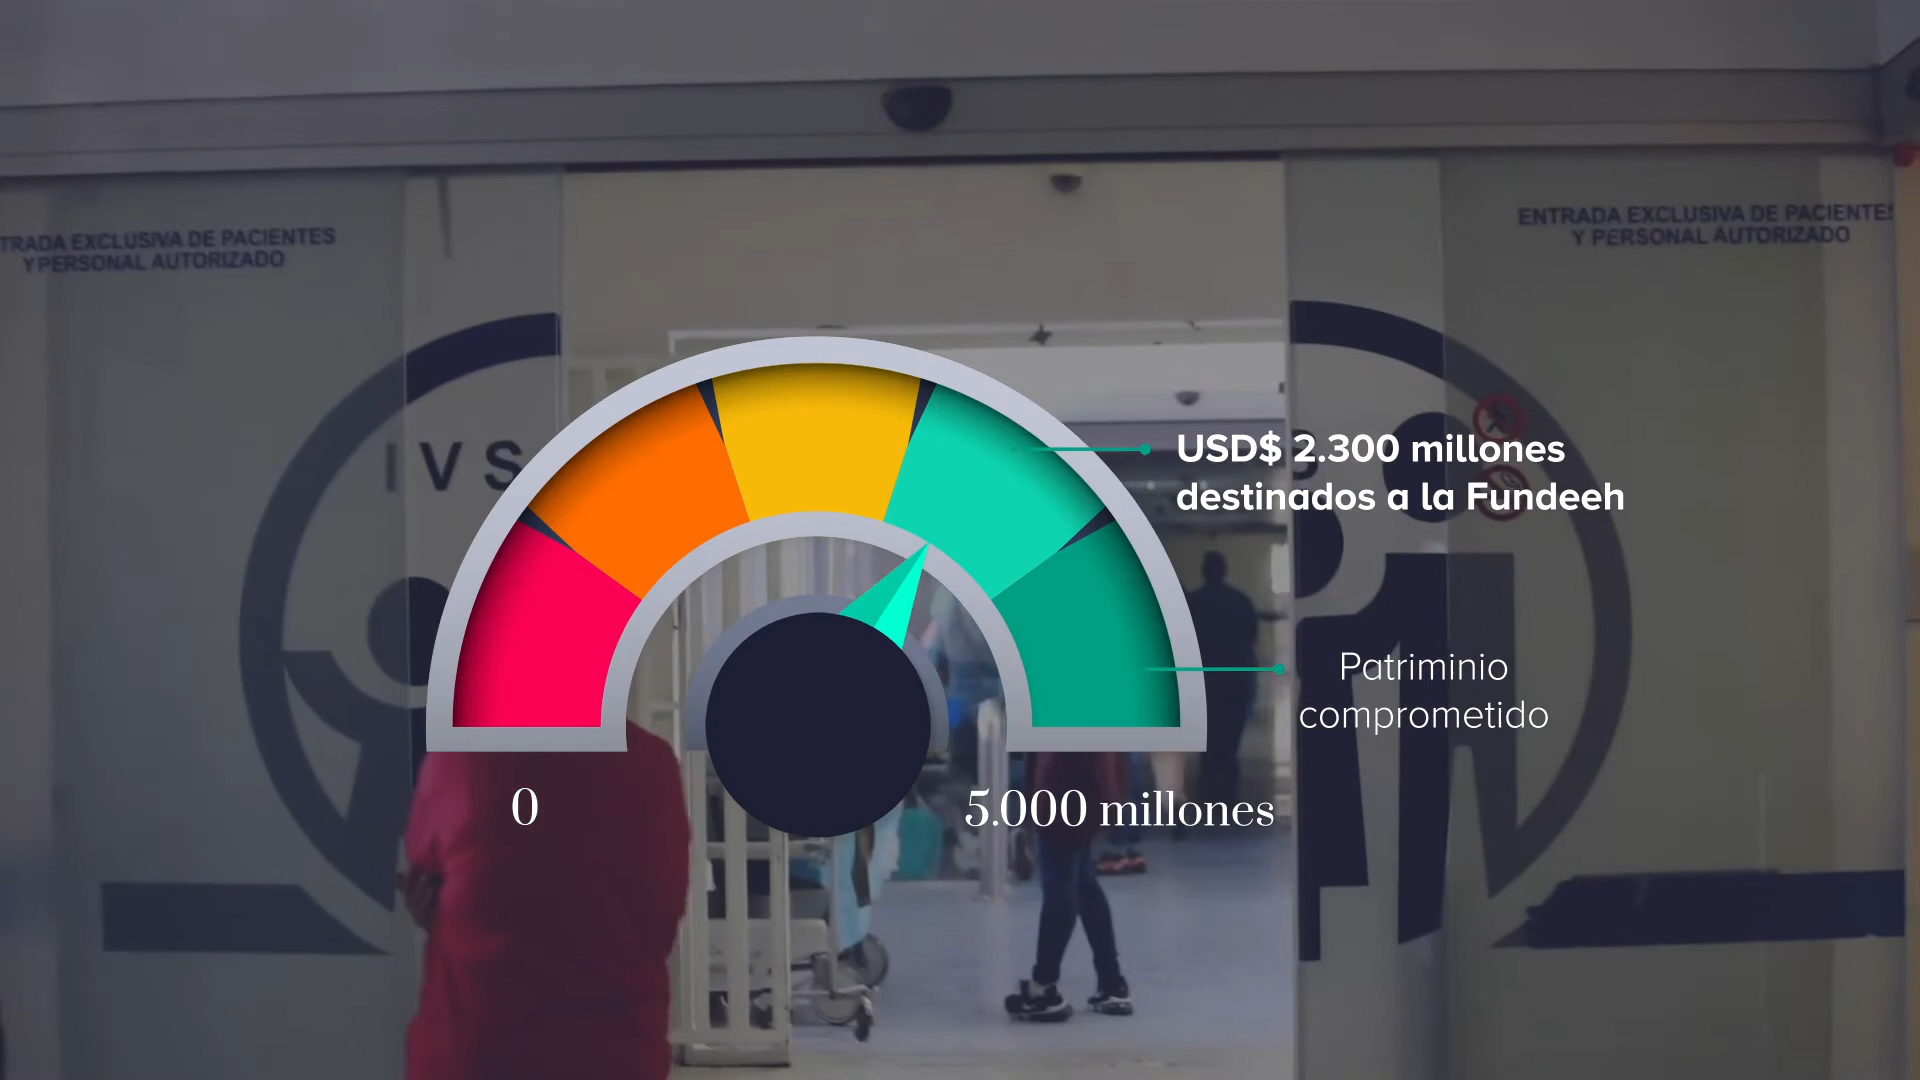 TRADA EXCLUSIVA DE PACIENTES
Y PERSONAL AUTORIZADO
ENTRADA EXCLUSIVA DE PACIENTES
Y PERSONAL AUTORIZADO
IVS
USD$ 2.300 millones
destinados a la Fundeeh
Patriminio
comprometido
0
5.000 millones